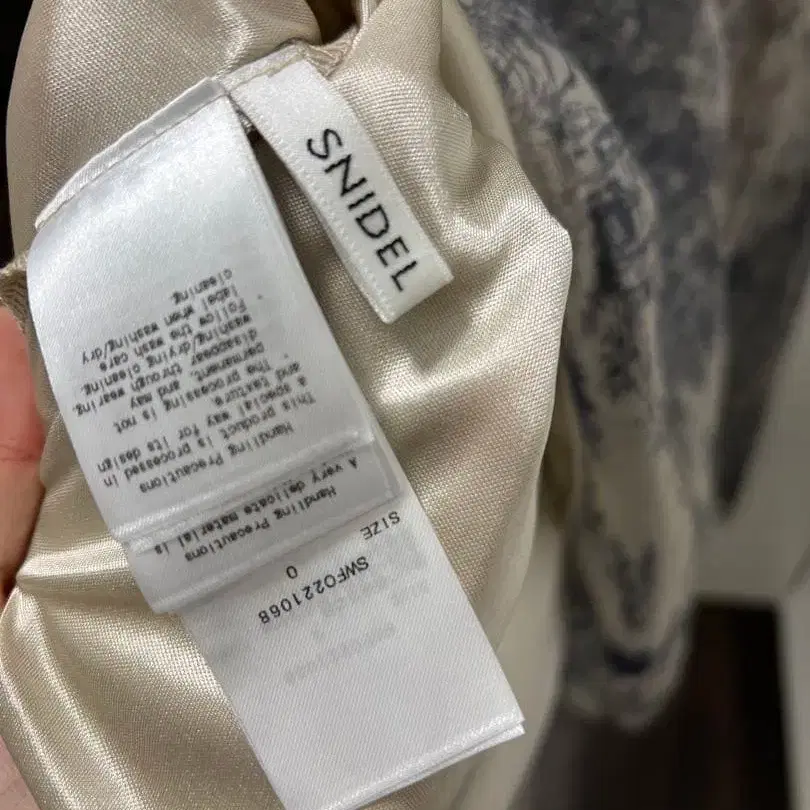 SNIDEL
Handling Precautions
This product is processed in
a special way for its design
and texture.
The processing is not
permanent, and may
disappear through wearing,
washing/drying cleaning.
Follow the wash care
label when washing/dry
cleaning.
Handling Precautions
A very delicate material is
SIZE
0
SWFO221068